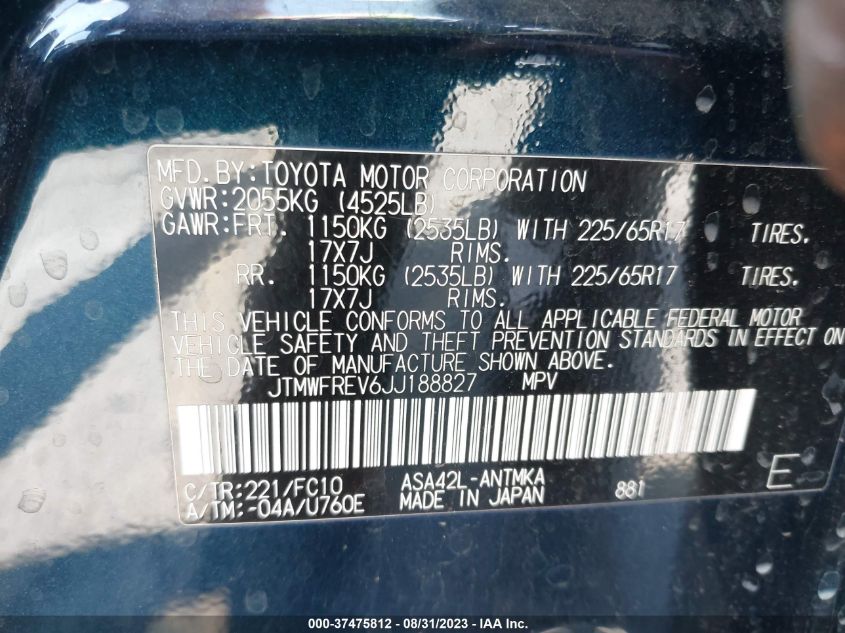 MFD.BY:TOYOTA MOTOR CORPORATION
GVWR:2055KG (4525LB)
GAWR:FRT. 1150KG (2535LB) WITH 225/65R17 TIRES.
17X7J RIMS.
RR. 1150KG (2535LB) WITH 225/65R17 TIRES.
17X7J RIMS.
THIS VEHICLE CONFORMS TO ALL APPLICABLE FEDERAL MOTOR
VEHICLE SAFETY AND THEFT PREVENTION STANDARDS IN EFFECT ON
THE DATE OF MANUFACTURE SHOWN ABOVE.
JTMWFREV6JJ188827 MPV
C/TR:221/FC10 ASA42L-ANTMKA 881 E
A/TM:-04A/U760E MADE IN JAPAN
000-37475812 - 08/31/2023 - IAA Inc.